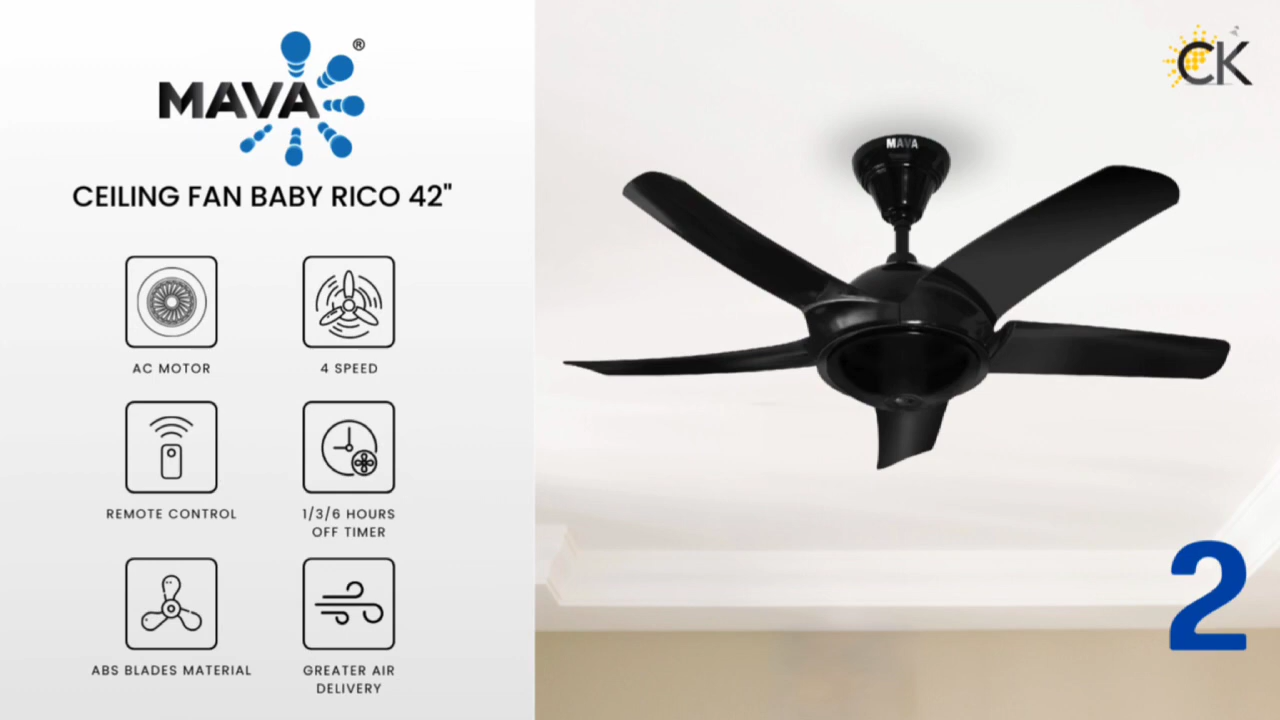 MAVA®
CEILING FAN BABY RICO 42"
AC MOTOR
4 SPEED
REMOTE CONTROL
1/3/6 HOURS
OFF TIMER
ABS BLADES MATERIAL
GREATER AIR
DELIVERY
MAVA
CK
2